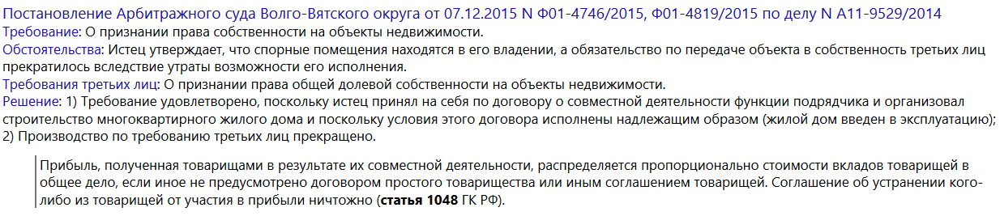 Постановление Арбитражного суда Волго-Вятского округа от 07.12.2015 N Ф01-4746/2015, Ф01-4819/2015 по делу N А11-9529/2014
Требование: О признании права собственности на объекты недвижимости.
Обстоятельства: Истец утверждает, что спорные помещения находятся в его владении, а обязательство по передаче объекта в собственность третьих лиц
прекратилось вследствие утраты возможности его исполнения.
Требования третьих лиц: О признании права общей долевой собственности на объекты недвижимости.
Решение: 1) Требование удовлетворено, поскольку истец принял на себя по договору о совместной деятельности функции подрядчика и организовал
строительство многоквартирного жилого дома и поскольку условия этого договора исполнены надлежащим образом (жилой дом введен в эксплуатацию);
2) Производство по требованию третьих лиц прекращено.
Прибыль, полученная товарищами в результате их совместной деятельности, распределяется пропорционально стоимости вкладов товарищей в
общее дело, если иное не предусмотрено договором простого товарищества или иным соглашением товарищей. Соглашение об устранении кого-
либо из товарищей от участия в прибыли ничтожно (статья 1048 ГК РФ).